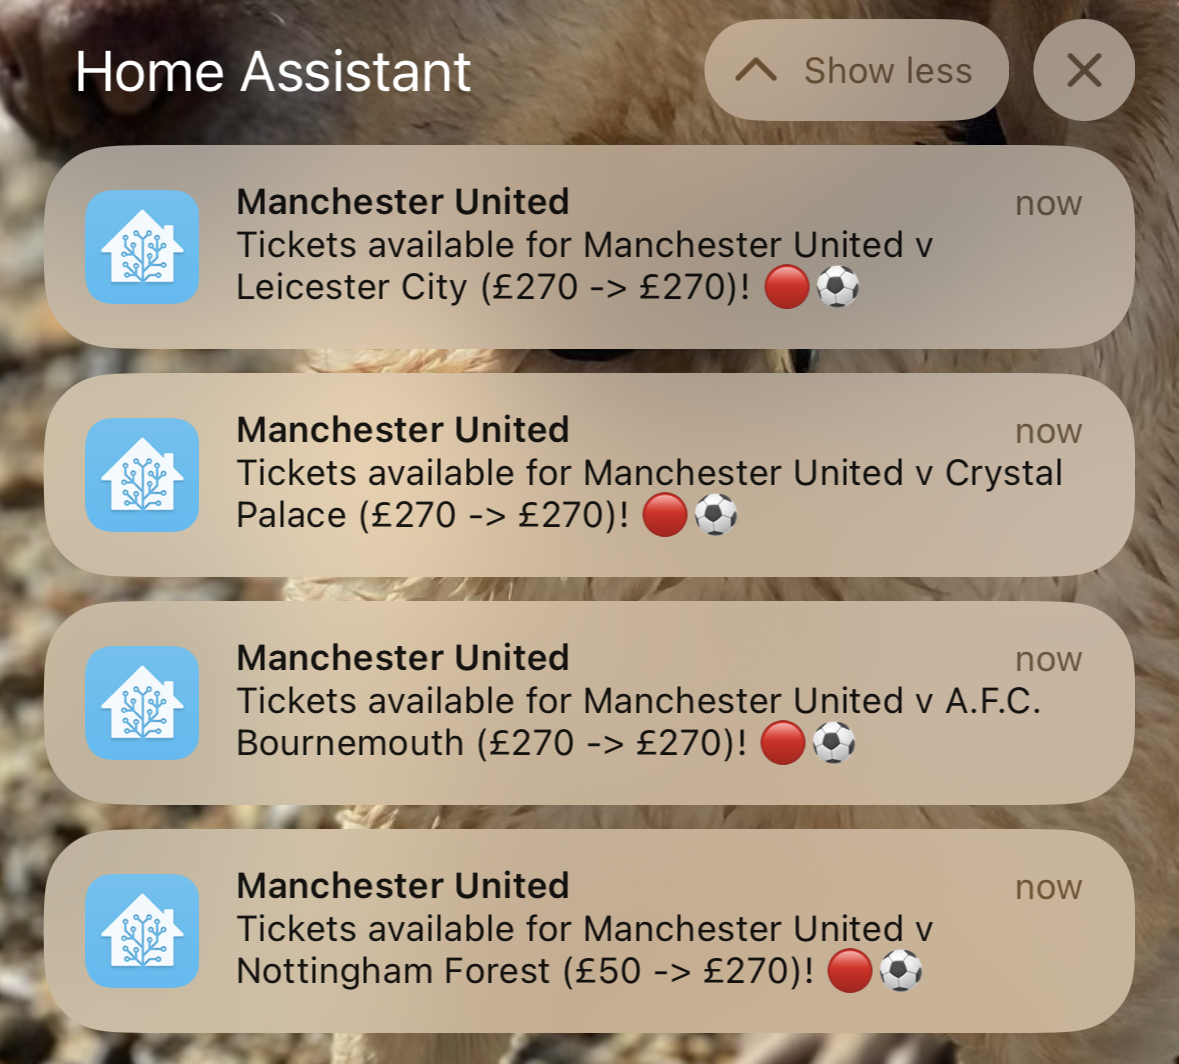 Home Assistant
Show less
Manchester United
now
Tickets available for Manchester United v
Leicester City (£270 -> £270)! 🔴⚽
Manchester United
now
Tickets available for Manchester United v Crystal
Palace (£270 -> £270)! 🔴⚽
Manchester United
now
Tickets available for Manchester United v A.F.C.
Bournemouth (£270 -> £270)! 🔴⚽
Manchester United
now
Tickets available for Manchester United v
Nottingham Forest (£50 -> £270)! 🔴⚽